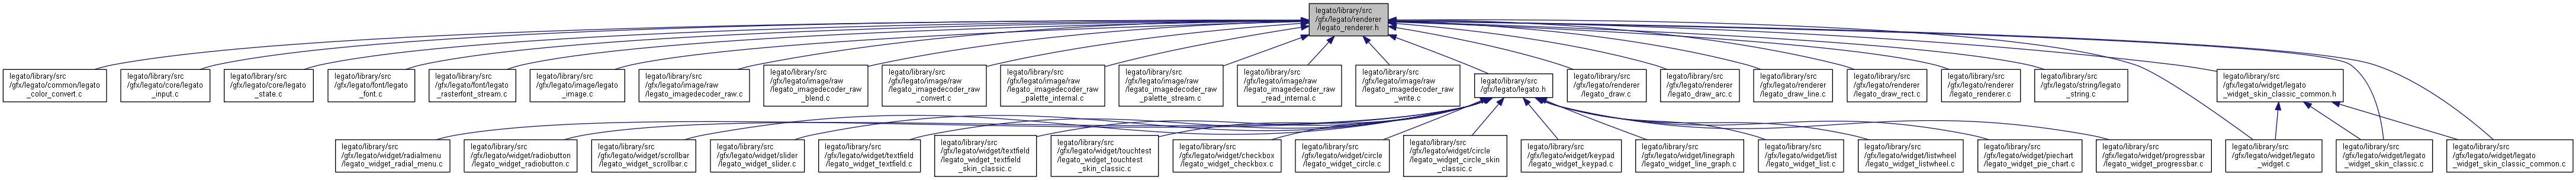 legato/library/src
/gfx/legato/renderer
/legato_renderer.h
legato/library/src
/gfx/legato/common/legato
_color_convert.c
legato/library/src
/gfx/legato/core/legato
_input.c
legato/library/src
/gfx/legato/core/legato
_state.c
legato/library/src
/gfx/legato/font/legato
_font.c
legato/library/src
/gfx/legato/font/legato
_rasterfont_stream.c
legato/library/src
/gfx/legato/image/legato
_image.c
legato/library/src
/gfx/legato/image/raw
/legato_imagedecoder_raw.c
legato/library/src
/gfx/legato/image/raw
/legato_imagedecoder_raw
_blend.c
legato/library/src
/gfx/legato/image/raw
/legato_imagedecoder_raw
_convert.c
legato/library/src
/gfx/legato/image/raw
/legato_imagedecoder_raw
_palette_internal.c
legato/library/src
/gfx/legato/image/raw
/legato_imagedecoder_raw
_palette_stream.c
legato/library/src
/gfx/legato/image/raw
/legato_imagedecoder_raw
_read_internal.c
legato/library/src
/gfx/legato/image/raw
/legato_imagedecoder_raw
_write.c
legato/library/src
/gfx/legato/legato.h
legato/library/src
/gfx/legato/renderer
/legato_draw.c
legato/library/src
/gfx/legato/renderer
/legato_draw_arc.c
legato/library/src
/gfx/legato/renderer
/legato_draw_line.c
legato/library/src
/gfx/legato/renderer
/legato_draw_rect.c
legato/library/src
/gfx/legato/renderer
/legato_renderer.c
legato/library/src
/gfx/legato/string/legato
_string.c
legato/library/src
/gfx/legato/widget/legato
_widget_skin_classic_common.h
legato/library/src
/gfx/legato/widget/radialmenu
/legato_widget_radial_menu.c
legato/library/src
/gfx/legato/widget/radiobutton
/legato_widget_radiobutton.c
legato/library/src
/gfx/legato/widget/scrollbar
/legato_widget_scrollbar.c
legato/library/src
/gfx/legato/widget/slider
/legato_widget_slider.c
legato/library/src
/gfx/legato/widget/textfield
/legato_widget_textfield.c
legato/library/src
/gfx/legato/widget/textfield
/legato_widget_textfield
_skin_classic.c
legato/library/src
/gfx/legato/widget/touchtest
/legato_widget_touchtest
_skin_classic.c
legato/library/src
/gfx/legato/widget/checkbox
/legato_widget_checkbox.c
legato/library/src
/gfx/legato/widget/circle
/legato_widget_circle.c
legato/library/src
/gfx/legato/widget/circle
/legato_widget_circle_skin
_classic.c
legato/library/src
/gfx/legato/widget/keypad
/legato_widget_keypad.c
legato/library/src
/gfx/legato/widget/linegraph
/legato_widget_line_graph.c
legato/library/src
/gfx/legato/widget/list
/legato_widget_list.c
legato/library/src
/gfx/legato/widget/listwheel
/legato_widget_listwheel.c
legato/library/src
/gfx/legato/widget/piechart
/legato_widget_pie_chart.c
legato/library/src
/gfx/legato/widget/progressbar
/legato_widget_progressbar.c
legato/library/src
/gfx/legato/widget/legato
_widget.c
legato/library/src
/gfx/legato/widget/legato
_widget_skin_classic.c
legato/library/src
/gfx/legato/widget/legato
_widget_skin_classic_common.c